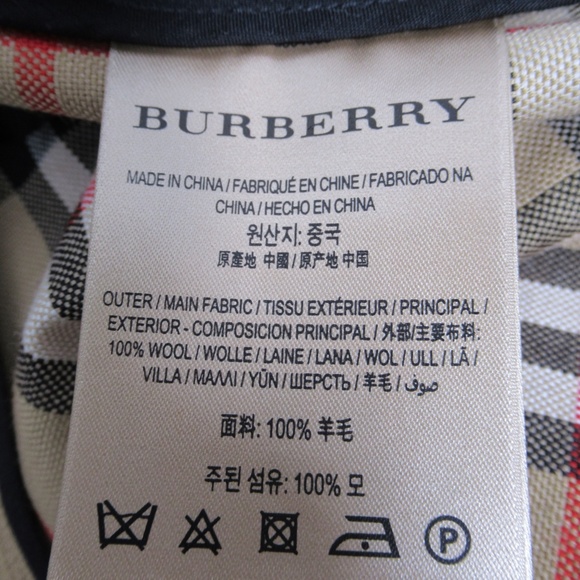 BURBERRY
MADE IN CHINA / FABRIQUÉ EN CHINE / FABRICADO NA
CHINA / HECHO EN CHINA
원산지: 중국
原產地 中國 / 原产地 中国
OUTER / MAIN FABRIC / TISSU EXTÉRIEUR / PRINCIPAL /
EXTERIOR - COMPOSICION PRINCIPAL / 外部/主要布料:
100% WOOL / WOLLE / LAINE / LANA / WOL / ULL / LÃ /
VILLA / ΜΑΛΛΙ / YÜN / ШЕРСТЬ / 羊毛 / صوف
面料: 100% 羊毛
주된 섬유: 100% 모
P